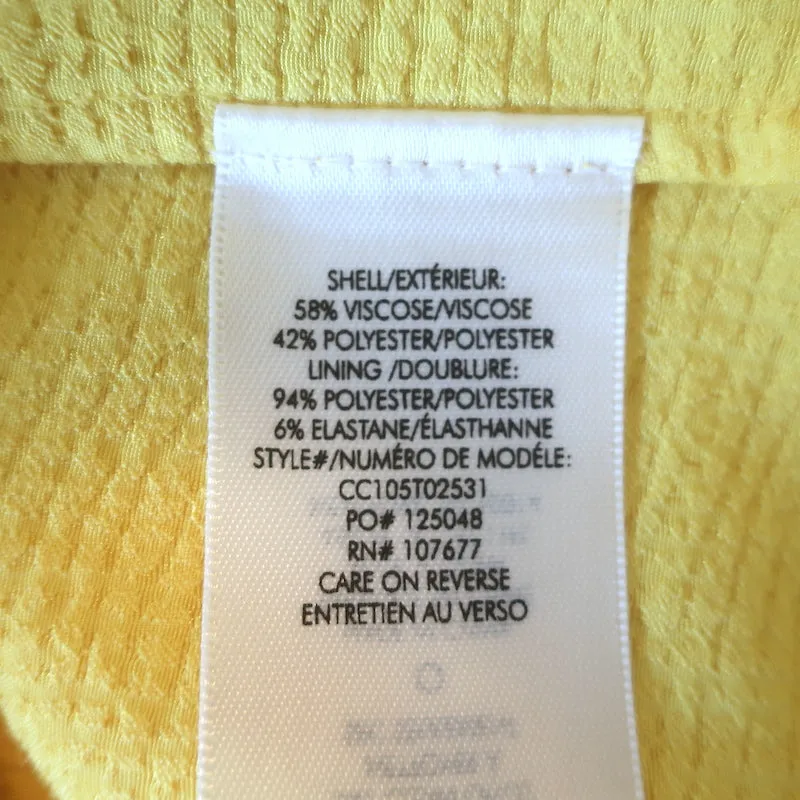 SHELL/EXTÉRIEUR:
58% VISCOSE/VISCOSE
42% POLYESTER/POLYESTER
LINING /DOUBLURE:
94% POLYESTER/POLYESTER
6% ELASTANE/ÉLASTHANNE
STYLE#/NUMÉRO DE MODÉLE:
CC105T02531
PO# 125048
RN# 107677
CARE ON REVERSE
ENTRETIEN AU VERSO